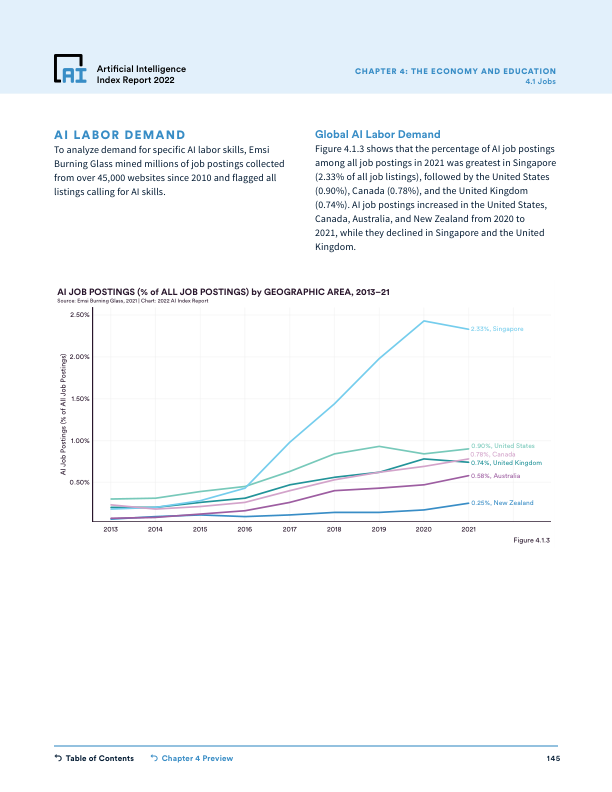 AI
Artificial Intelligence
Index Report 2022
CHAPTER 4: THE ECONOMY AND EDUCATION
4.1 Jobs
AI LABOR DEMAND
To analyze demand for specific AI labor skills, Emsi
Burning Glass mined millions of job postings collected
from over 45,000 websites since 2010 and flagged all
listings calling for AI skills.
Global AI Labor Demand
Figure 4.1.3 shows that the percentage of AI job postings
among all job postings in 2021 was greatest in Singapore
(2.33% of all job listings), followed by the United States
(0.90%), Canada (0.78%), and the United Kingdom
(0.74%). AI job postings increased in the United States,
Canada, Australia, and New Zealand from 2020 to
2021, while they declined in Singapore and the United
Kingdom.
AI JOB POSTINGS (% of ALL JOB POSTINGS) by GEOGRAPHIC AREA, 2013–21
Source: Emsi Burning Glass, 2021 | Chart: 2022 AI Index Report
AI Job Postings (% of All Job Postings)
2.50%
2.00%
1.50%
1.00%
0.50%
2.33%, Singapore
0.90%, United States
0.78%, Canada
0.74%, United Kingdom
0.58%, Australia
0.25%, New Zealand
2013 2014 2015 2016 2017 2018 2019 2020 2021
Figure 4.1.3
Table of Contents
Chapter 4 Preview
145